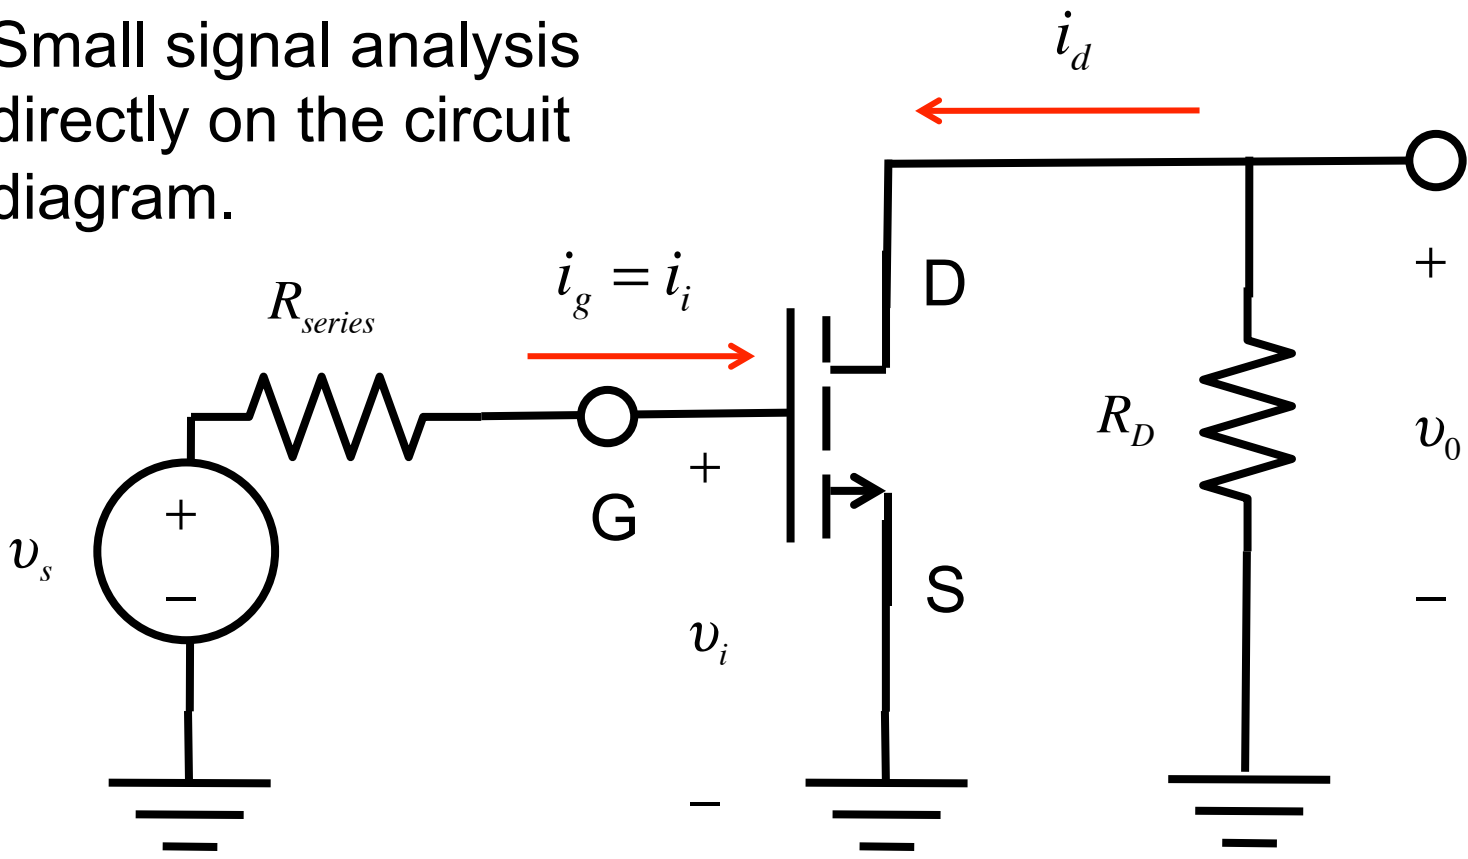 Small signal analysis
directly on the circuit
diagram.
i_d
i_g = i_i
R_series
D
+
R_D
υ_0
+
G
+
υ_s
−
S
−
υ_i
−